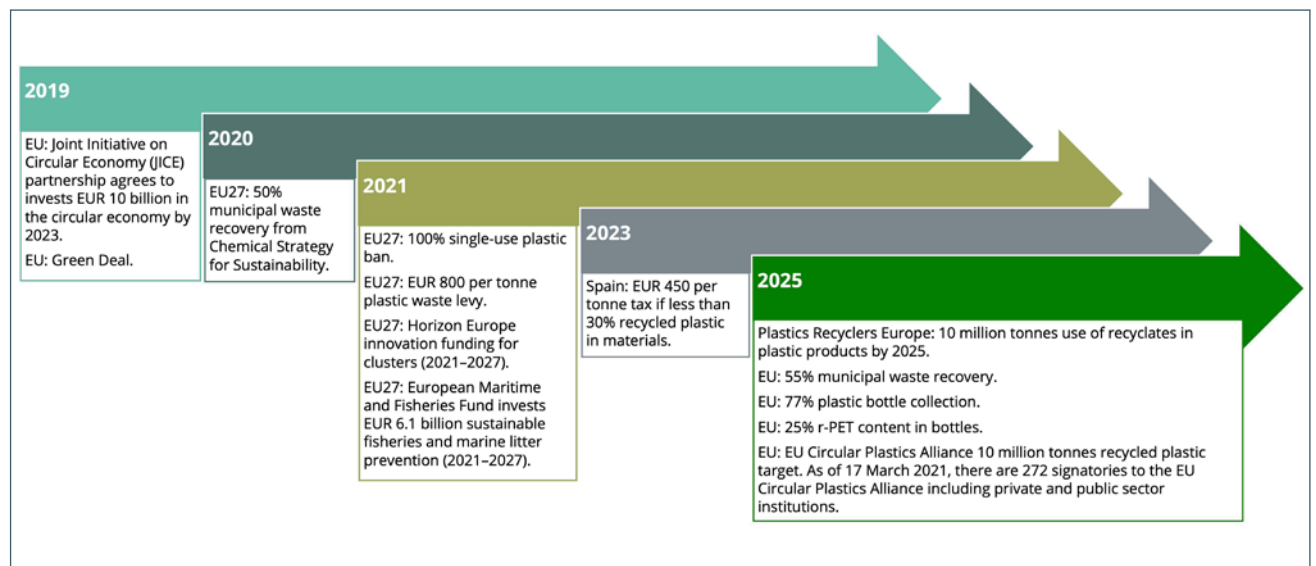 2019
EU: Joint Initiative on
Circular Economy (JICE)
partnership agrees to
invests EUR 10 billion in
the circular economy by
2023.
EU: Green Deal.
2020
EU27: 50%
municipal waste
recovery from
Chemical Strategy
for Sustainability.
2021
EU27: 100% single-use plastic
ban.
EU27: EUR 800 per tonne
plastic waste levy.
EU27: Horizon Europe
innovation funding for
clusters (2021–2027).
EU27: European Maritime
and Fisheries Fund invests
EUR 6.1 billion sustainable
fisheries and marine litter
prevention (2021–2027).
2023
Spain: EUR 450 per
tonne tax if less than
30% recycled plastic
in materials.
2025
Plastics Recyclers Europe: 10 million tonnes use of recyclates in
plastic products by 2025.
EU: 55% municipal waste recovery.
EU: 77% plastic bottle collection.
EU: 25% r-PET content in bottles.
EU: EU Circular Plastics Alliance 10 million tonnes recycled plastic
target. As of 17 March 2021, there are 272 signatories to the EU
Circular Plastics Alliance including private and public sector
institutions.